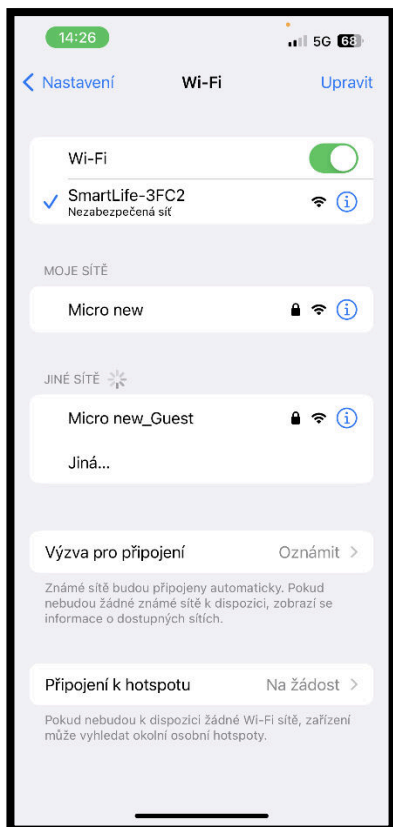 14:26 5G 68
Nastavení Wi-Fi Upravit
Wi-Fi
SmartLife-3FC2
Nezabezpečená síť
MOJE SÍTĚ
Micro new
JINÉ SÍTĚ
Micro new_Guest
Jiná...
Výzva pro připojení Oznámit
Známé sítě budou připojeny automaticky. Pokud
nebudou žádné známé sítě k dispozici, zobrazí se
informace o dostupných sítích.
Připojení k hotspotu Na žádost
Pokud nebudou k dispozici žádné Wi-Fi sítě, zařízení
může vyhledat okolní osobní hotspoty.